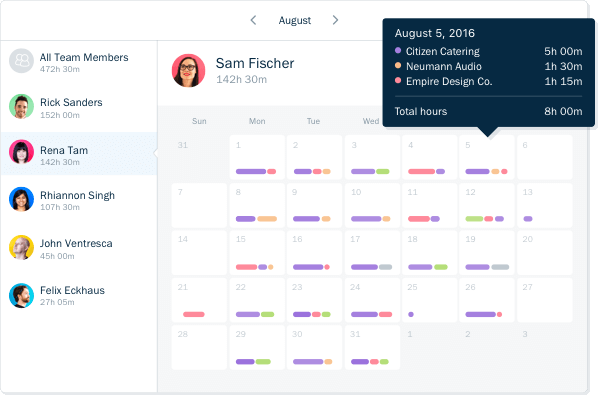 August
August 5, 2016
Citizen Catering 5h 00m
Neumann Audio 1h 30m
Empire Design Co. 1h 15m
Total hours 8h 00m
All Team Members
472h 30m
Rick Sanders
152h 00m
Rena Tam
142h 30m
Rhiannon Singh
107h 30m
John Ventresca
45h 00m
Felix Eckhaus
27h 05m
Sam Fischer
142h 30m
Sun Mon Tue Wed
31 1 2 3 4 5 6
7 8 9 10 11 12 13
14 15 16 17 18 19 20
21 22 23 24 25 26 27
28 29 30 31 1 2 3